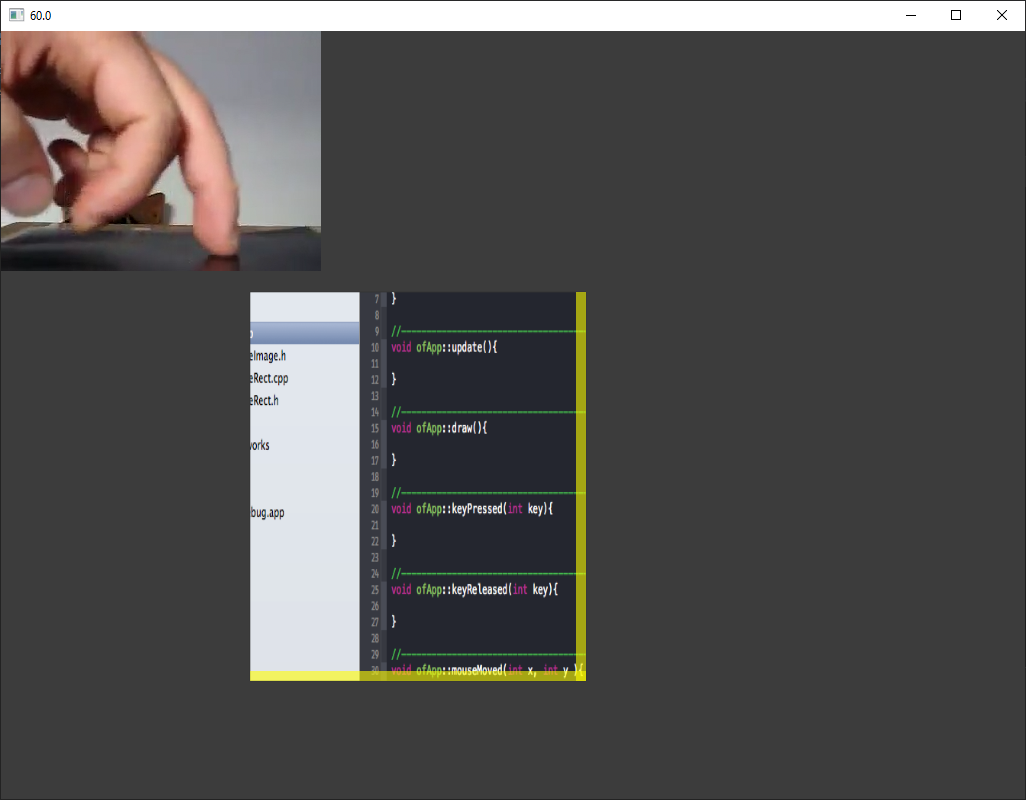 60.0
eImage.h
eRect.cpp
eRect.h
works
bug.app
7 }
8
9 //
10 void ofApp::update(){
11
12 }
13
14 //
15 void ofApp::draw(){
16
17 }
18
19 //
20 void ofApp::keyPressed(int key){
21
22 }
23
24 //
25 void ofApp::keyReleased(int key){
26
27 }
28
29 //
30 void ofApp::mouseMoved(int x, int y ){